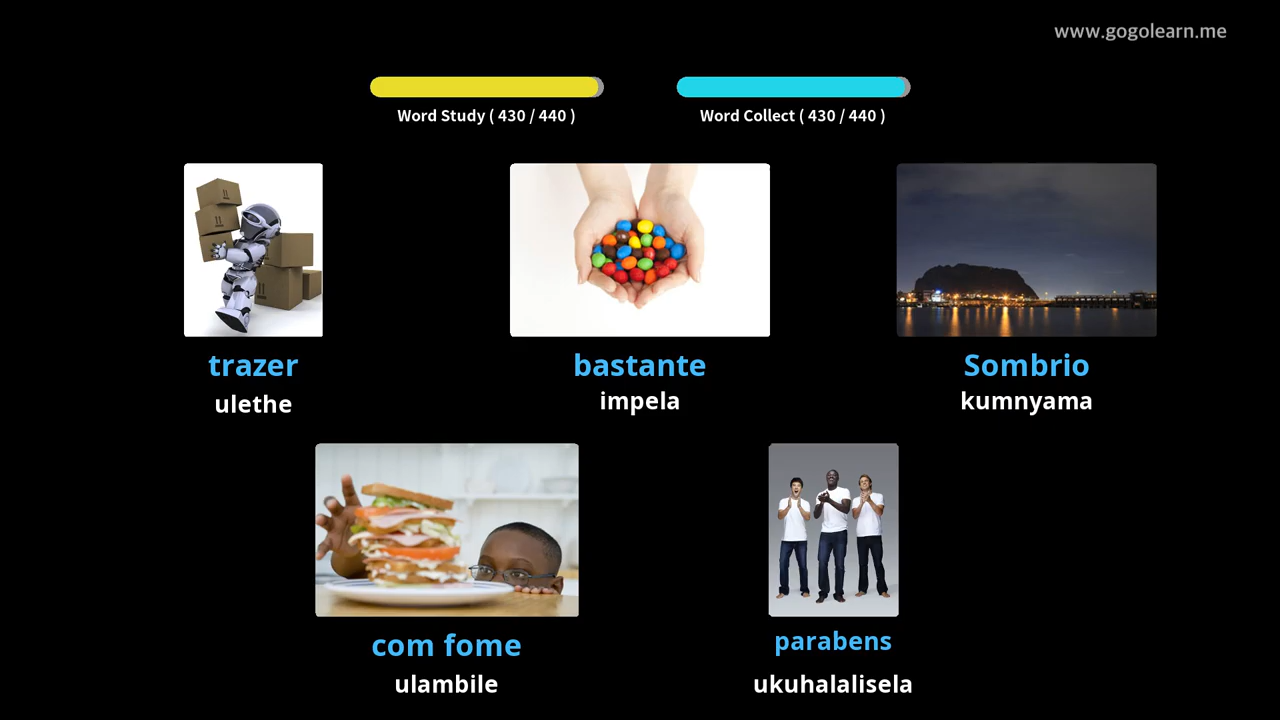 www.gogolearn.me
Word Study ( 430 / 440 )
Word Collect ( 430 / 440 )
trazer
ulethe
bastante
impela
Sombrio
kumnyama
com fome
ulambile
parabens
ukuhalalisela